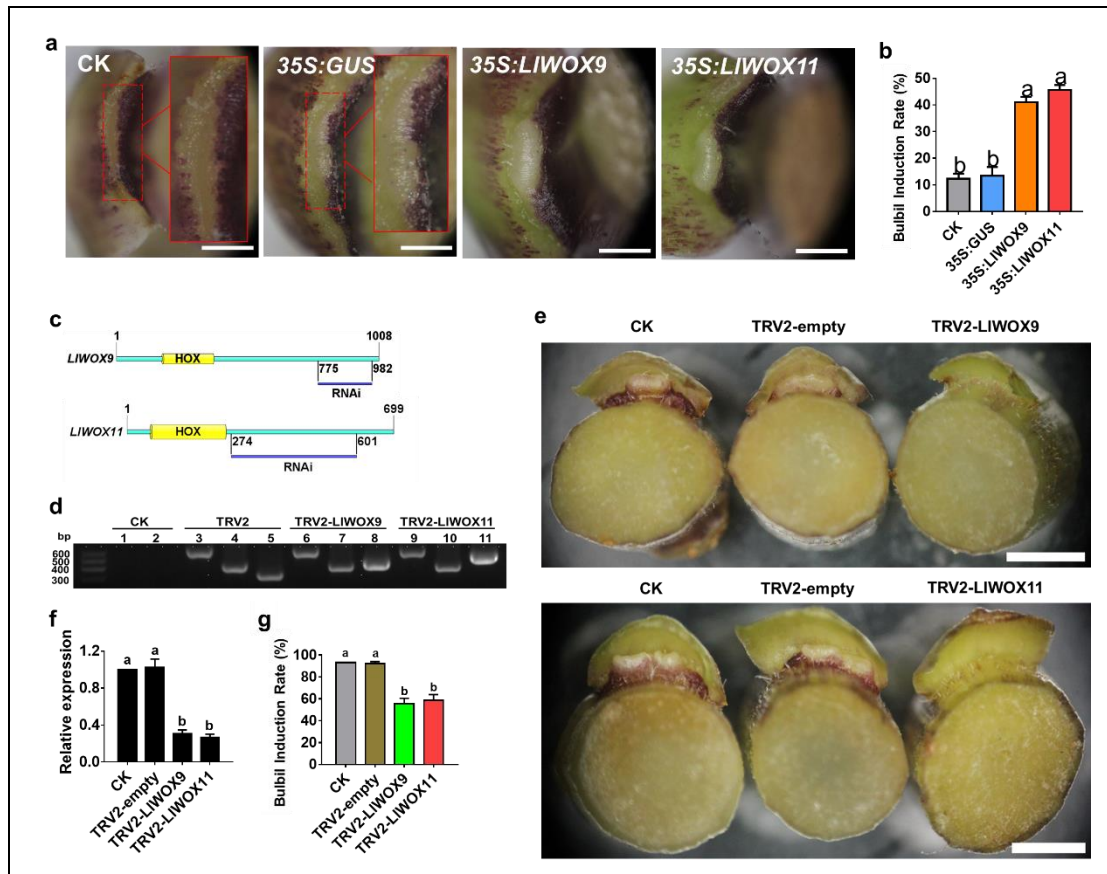 a
CK
35S:GUS
35S:LlWOX9
35S:LlWOX11
b
Bulbil Induction Rate (%)
50
40
30
20
10
0
b
b
a
a
CK
35S:GUS
35S:LlWOX9
35S:LlWOX11
c
1 1008
LlWOX9 HOX
775 982
RNAi
1 699
LlWOX11 HOX
274 601
RNAi
d
CK TRV2 TRV2-LlWOX9 TRV2-LlWOX11
bp 1 2 3 4 5 6 7 8 9 10 11
600
500
400
300
e
CK TRV2-empty TRV2-LlWOX9
CK TRV2-empty TRV2-LlWOX11
f
Relative expression
1.2
0.8
0.4
0.0
a a b b
CK
TRV2-empty
TRV2-LlWOX9
TRV2-LlWOX11
g
Bulbil Induction Rate (%)
100
80
60
40
20
0
a a b b
CK
TRV2-empty
TRV2-LlWOX9
TRV2-LlWOX11